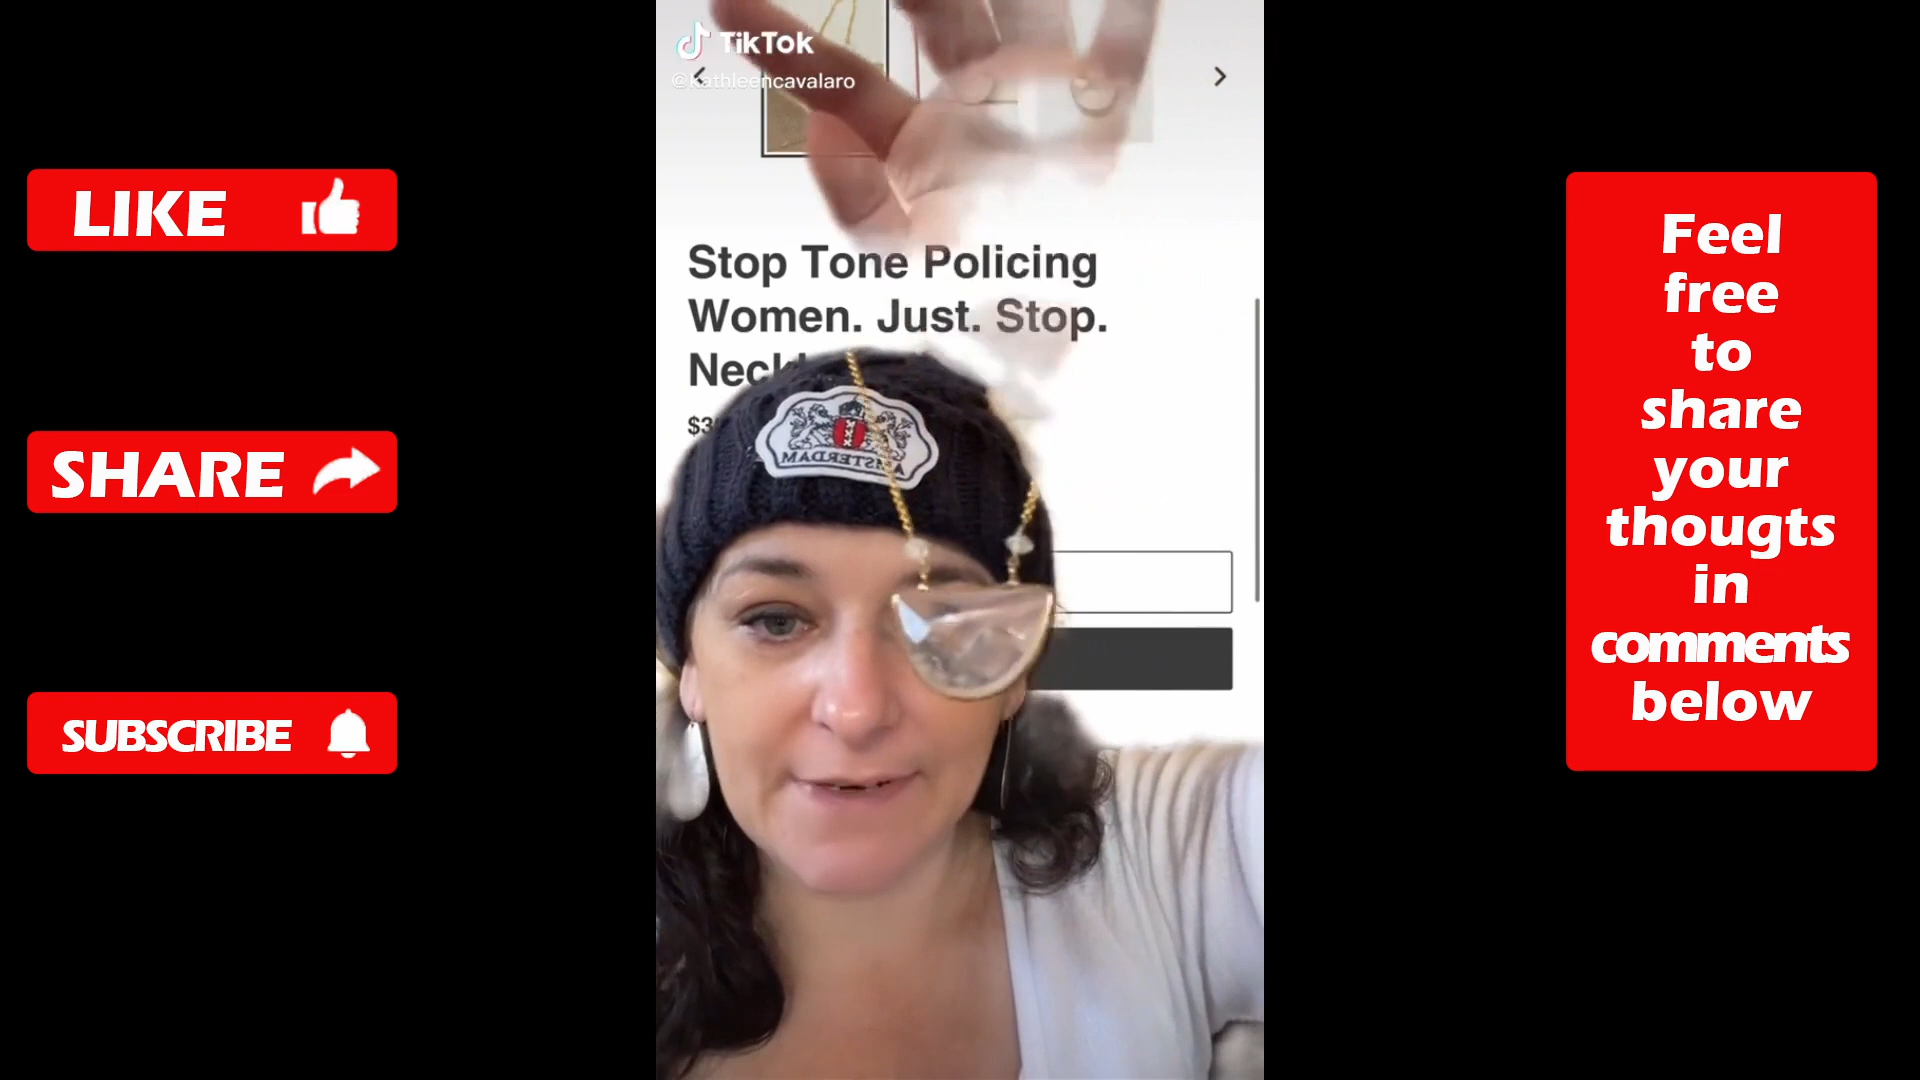 LIKE
SHARE
SUBSCRIBE
TikTok
@kathleencavalaro
Stop Tone Policing
Women. Just. Stop.
AMSTERDAM
Feel
free
to
share
your
thougts
in
comments
below